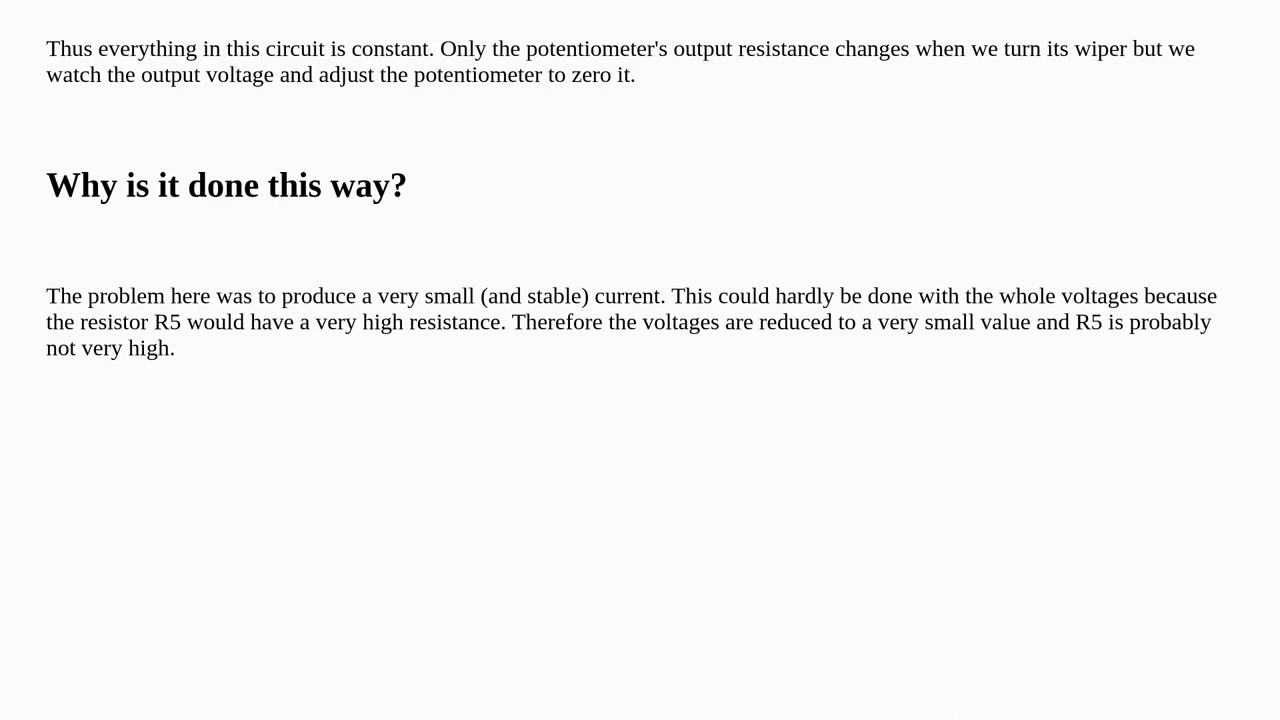 Thus everything in this circuit is constant. Only the potentiometer's output resistance changes when we turn its wiper but we
watch the output voltage and adjust the potentiometer to zero it.
Why is it done this way?
The problem here was to produce a very small (and stable) current. This could hardly be done with the whole voltages because
the resistor R5 would have a very high resistance. Therefore the voltages are reduced to a very small value and R5 is probably
not very high.